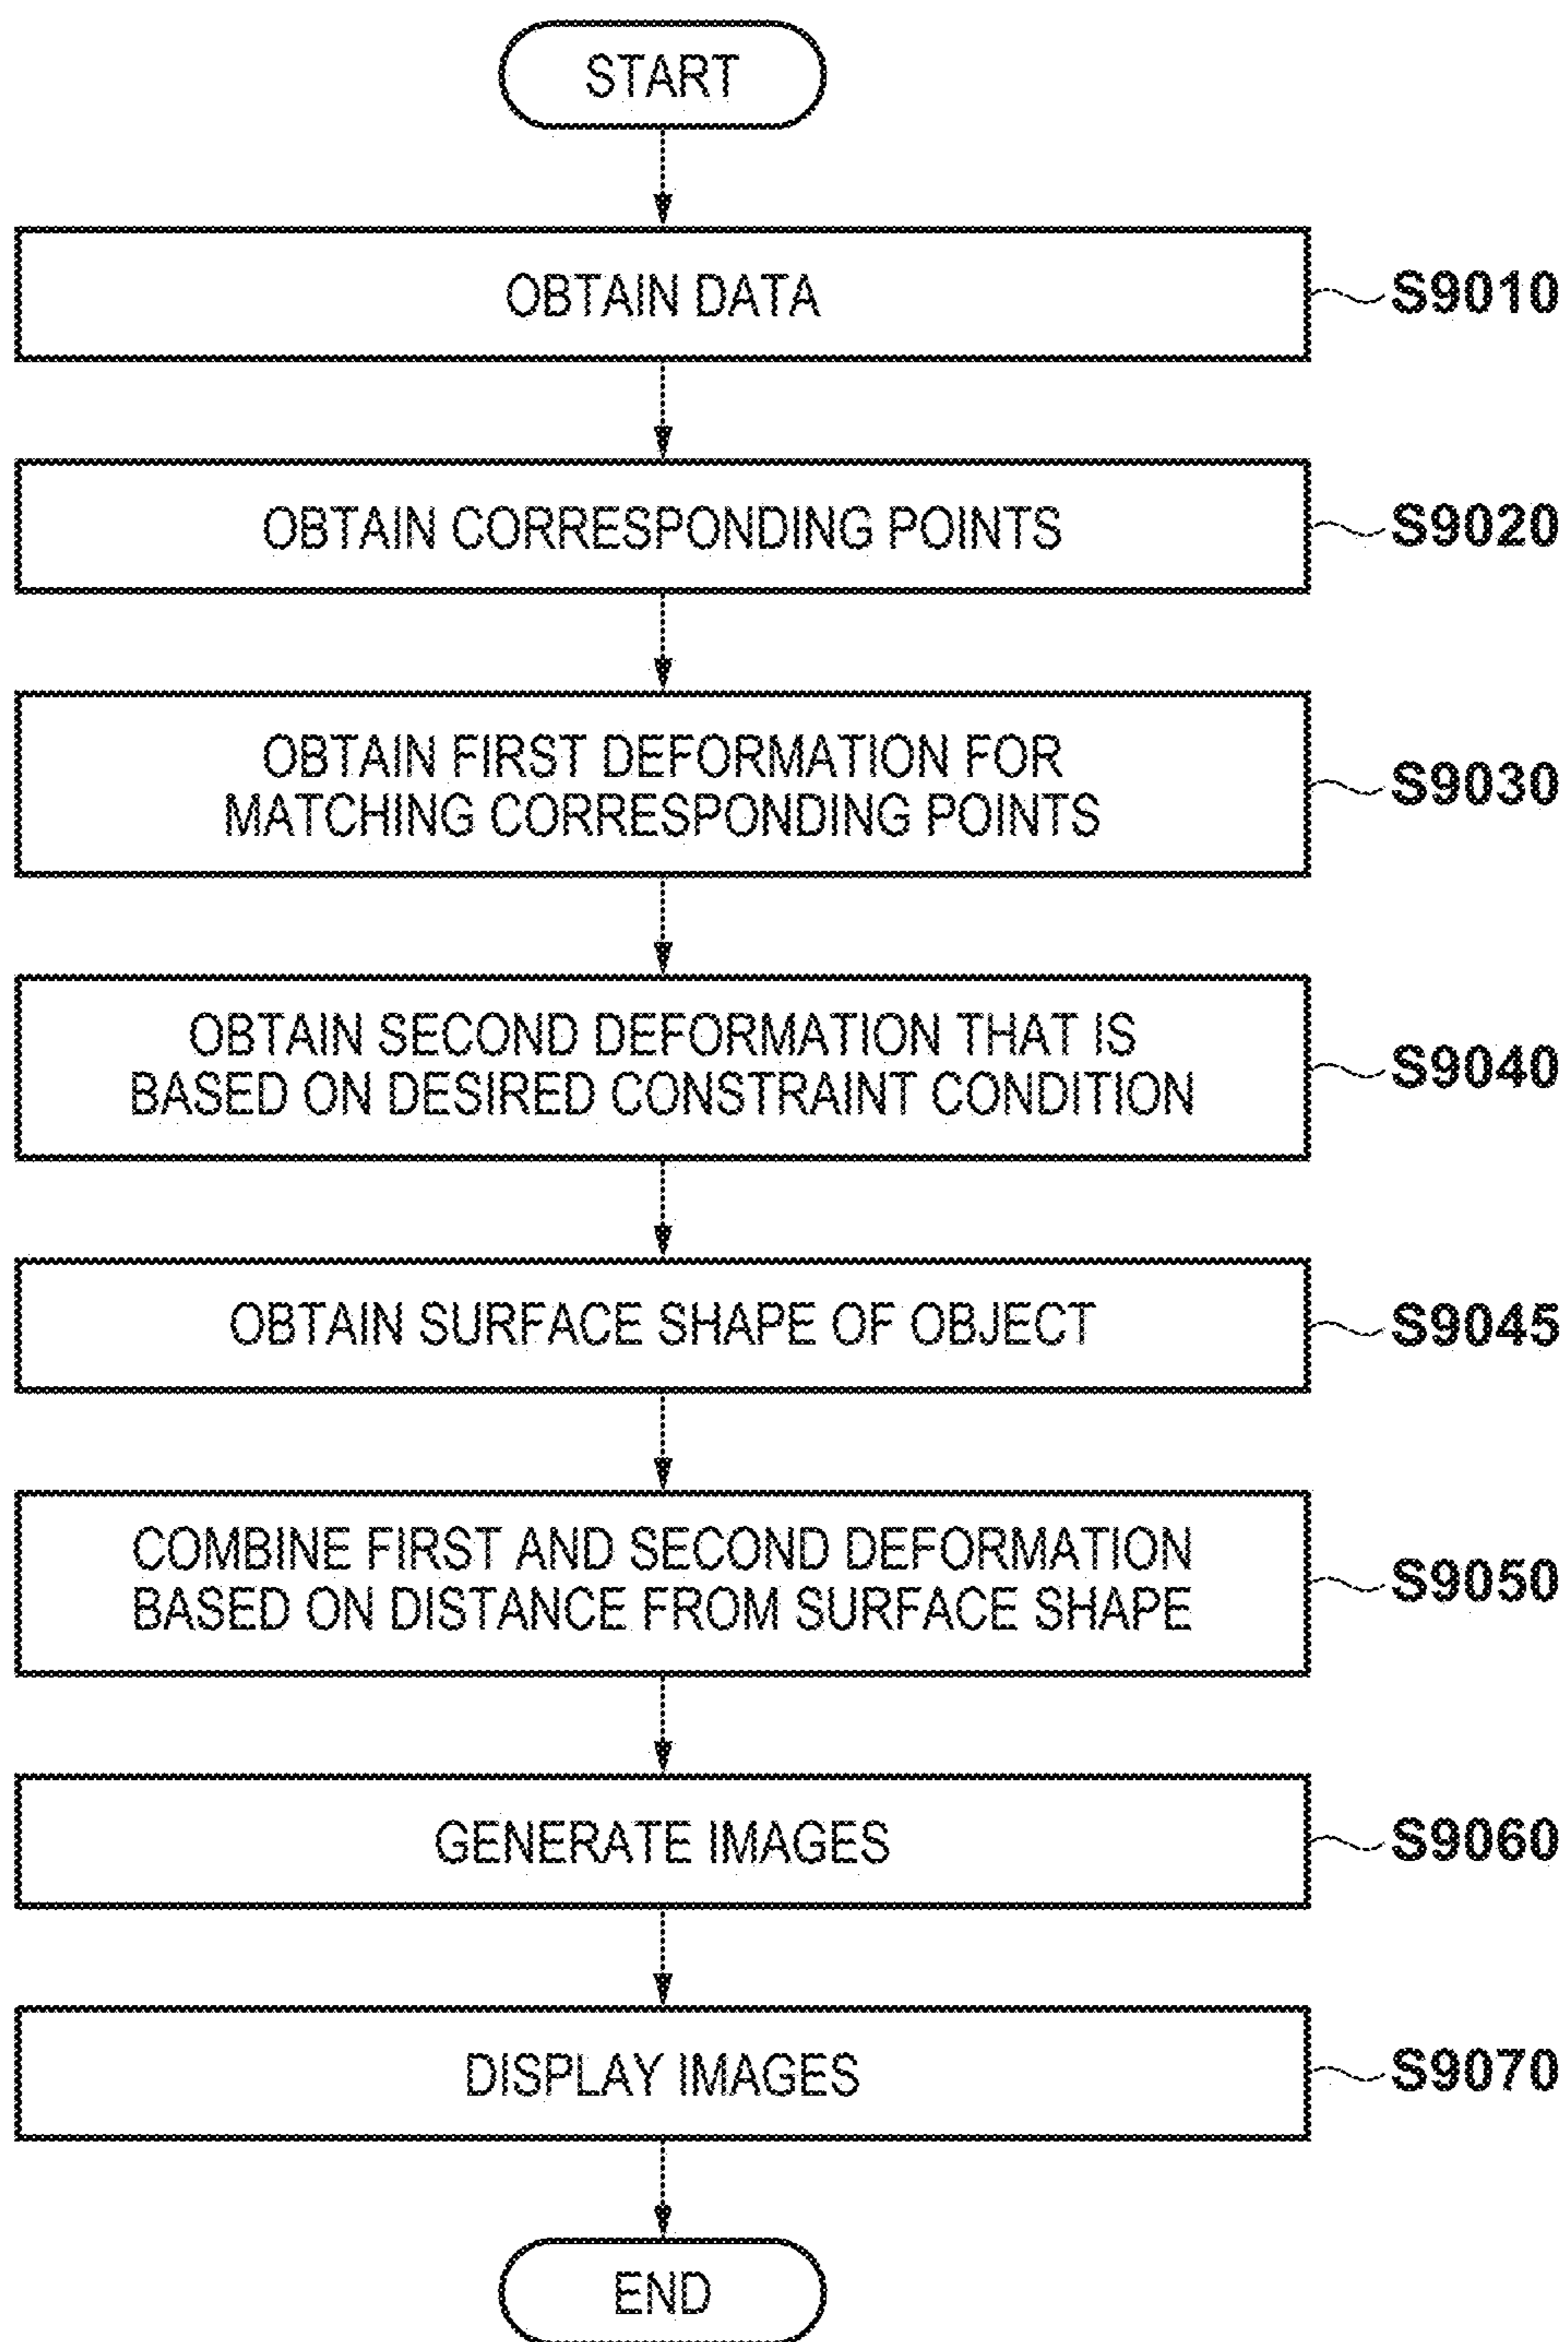 START
OBTAIN DATA
S9010
OBTAIN CORRESPONDING POINTS
S9020
OBTAIN FIRST DEFORMATION FOR
MATCHING CORRESPONDING POINTS
S9030
OBTAIN SECOND DEFORMATION THAT IS
BASED ON DESIRED CONSTRAINT CONDITION
S9040
OBTAIN SURFACE SHAPE OF OBJECT
S9045
COMBINE FIRST AND SECOND DEFORMATION
BASED ON DISTANCE FROM SURFACE SHAPE
S9050
GENERATE IMAGES
S9060
DISPLAY IMAGES
S9070
END